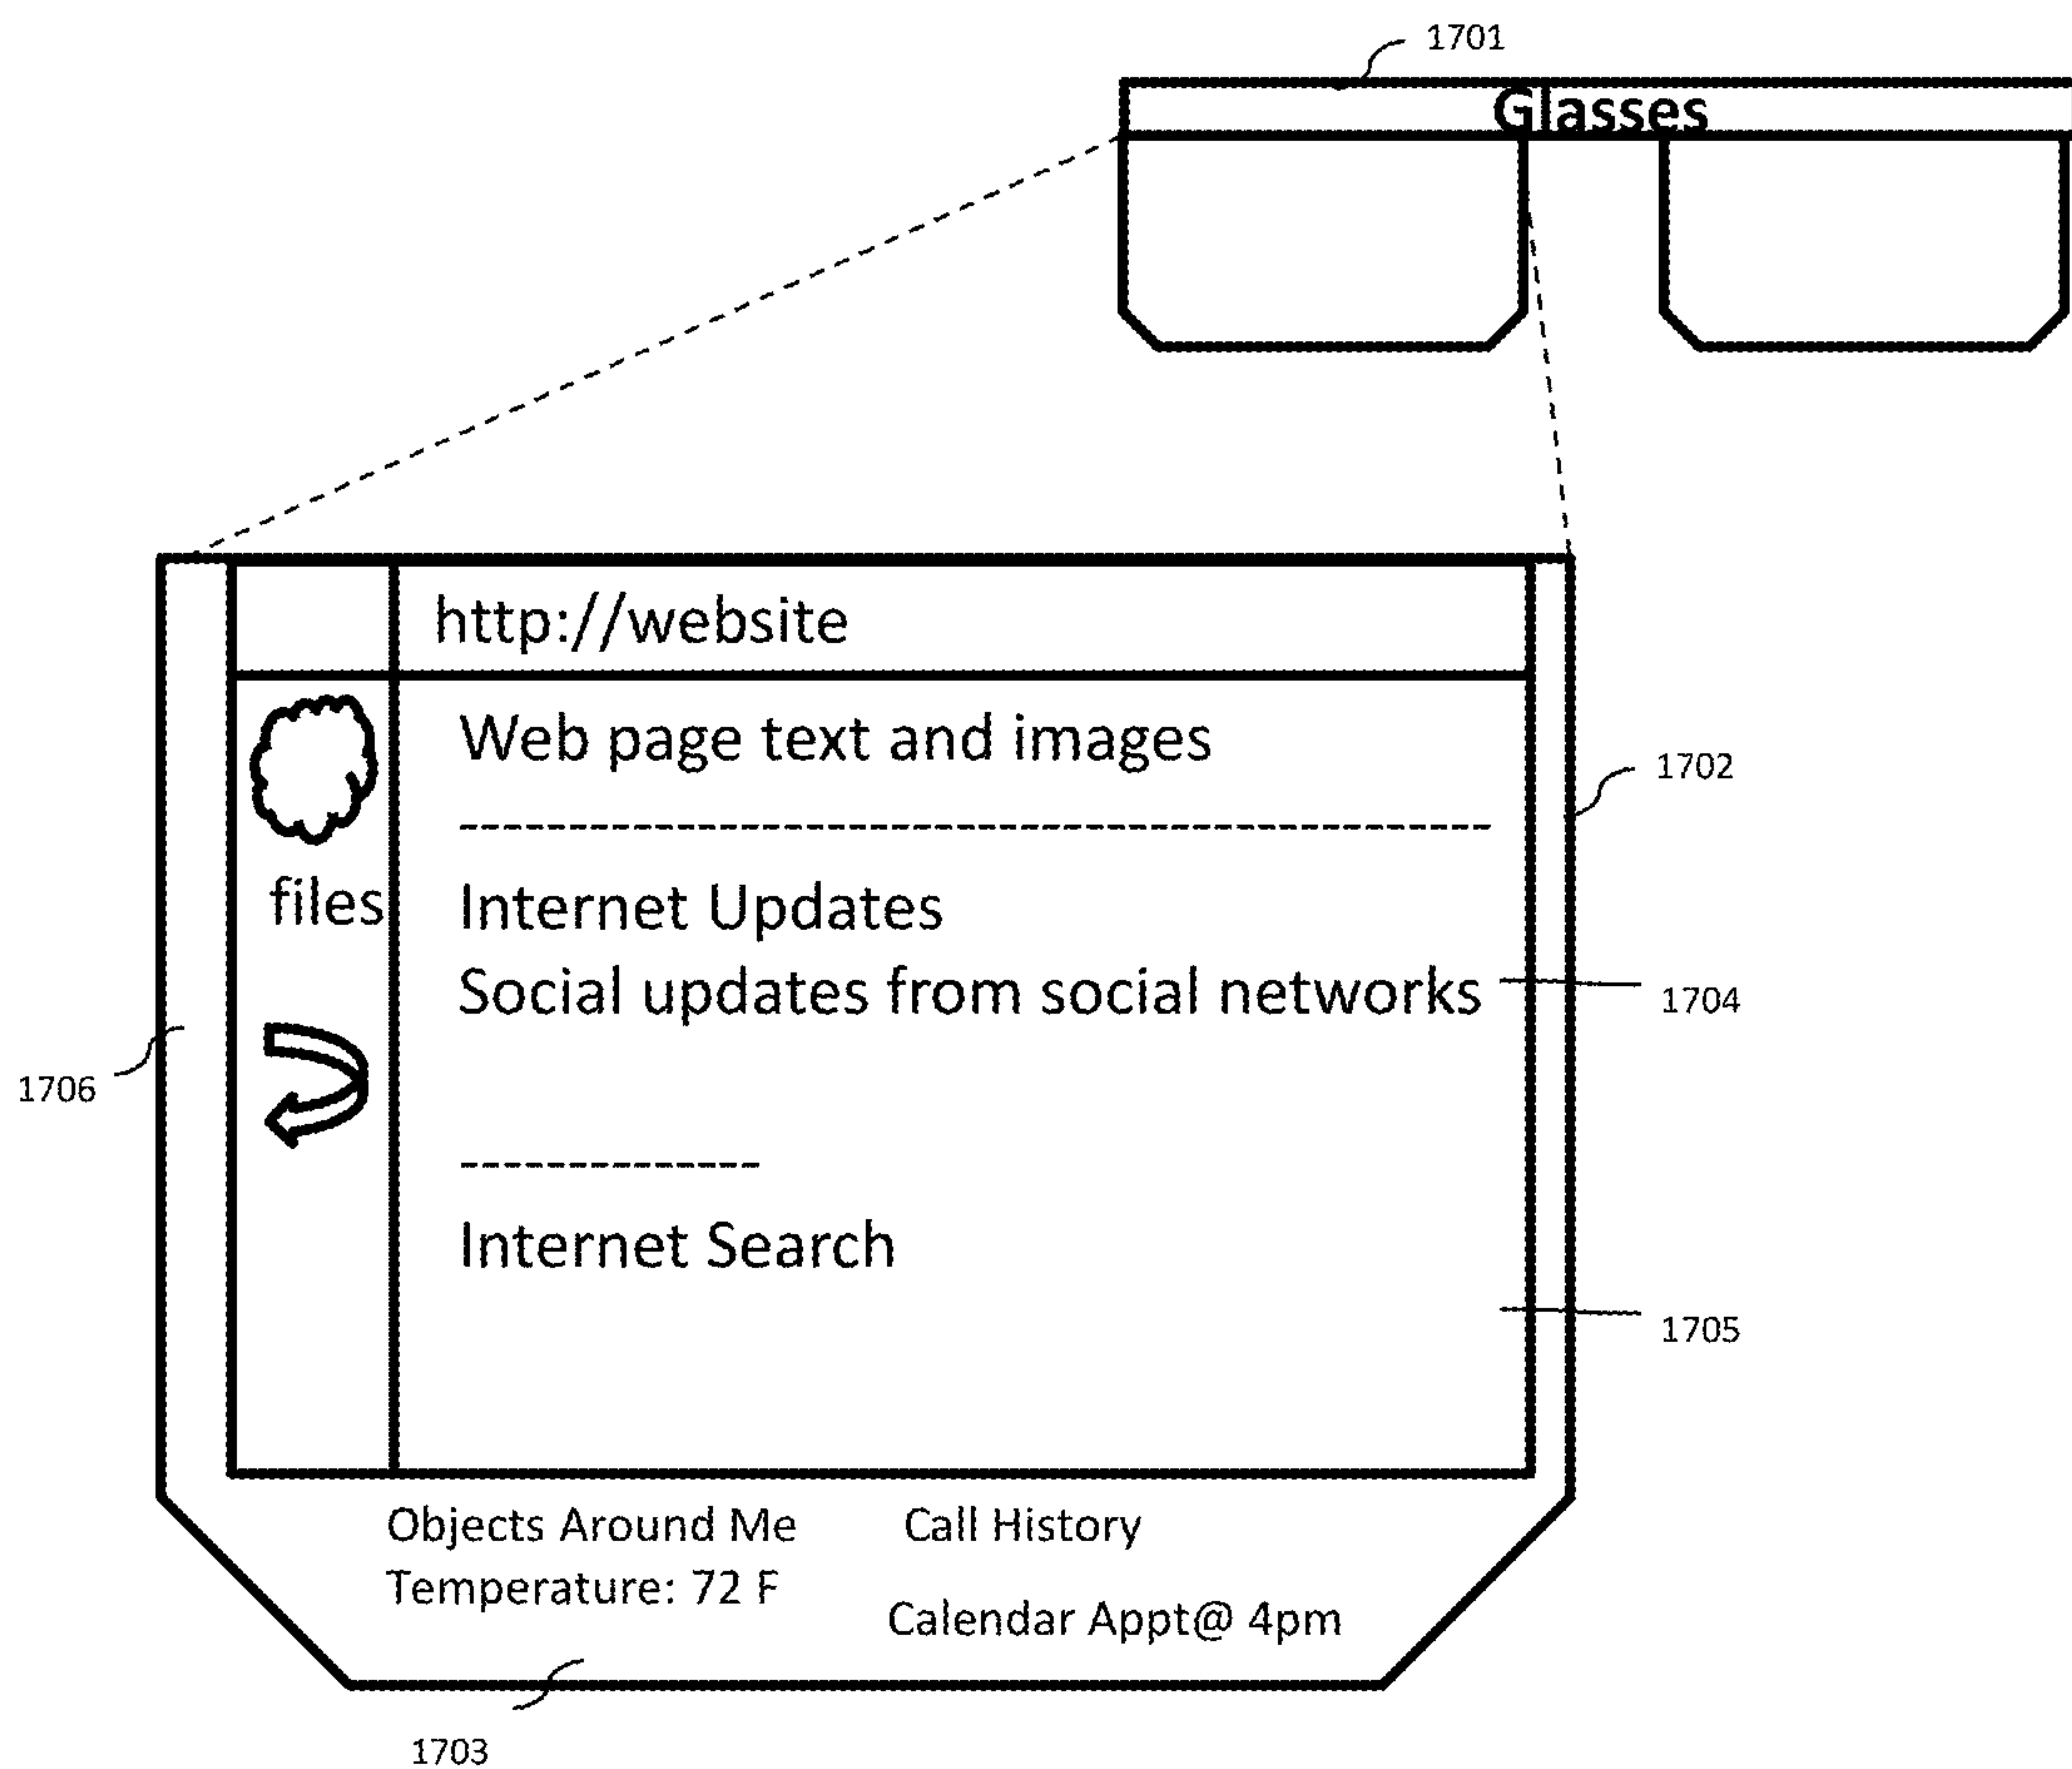 1701
Glasses
http://website
Web page text and images
1702
files
Internet Updates
Social updates from social networks
1704
1706
Internet Search
1705
Objects Around Me
Call History
Temperature: 72 F
Calendar Appt@ 4pm
1703